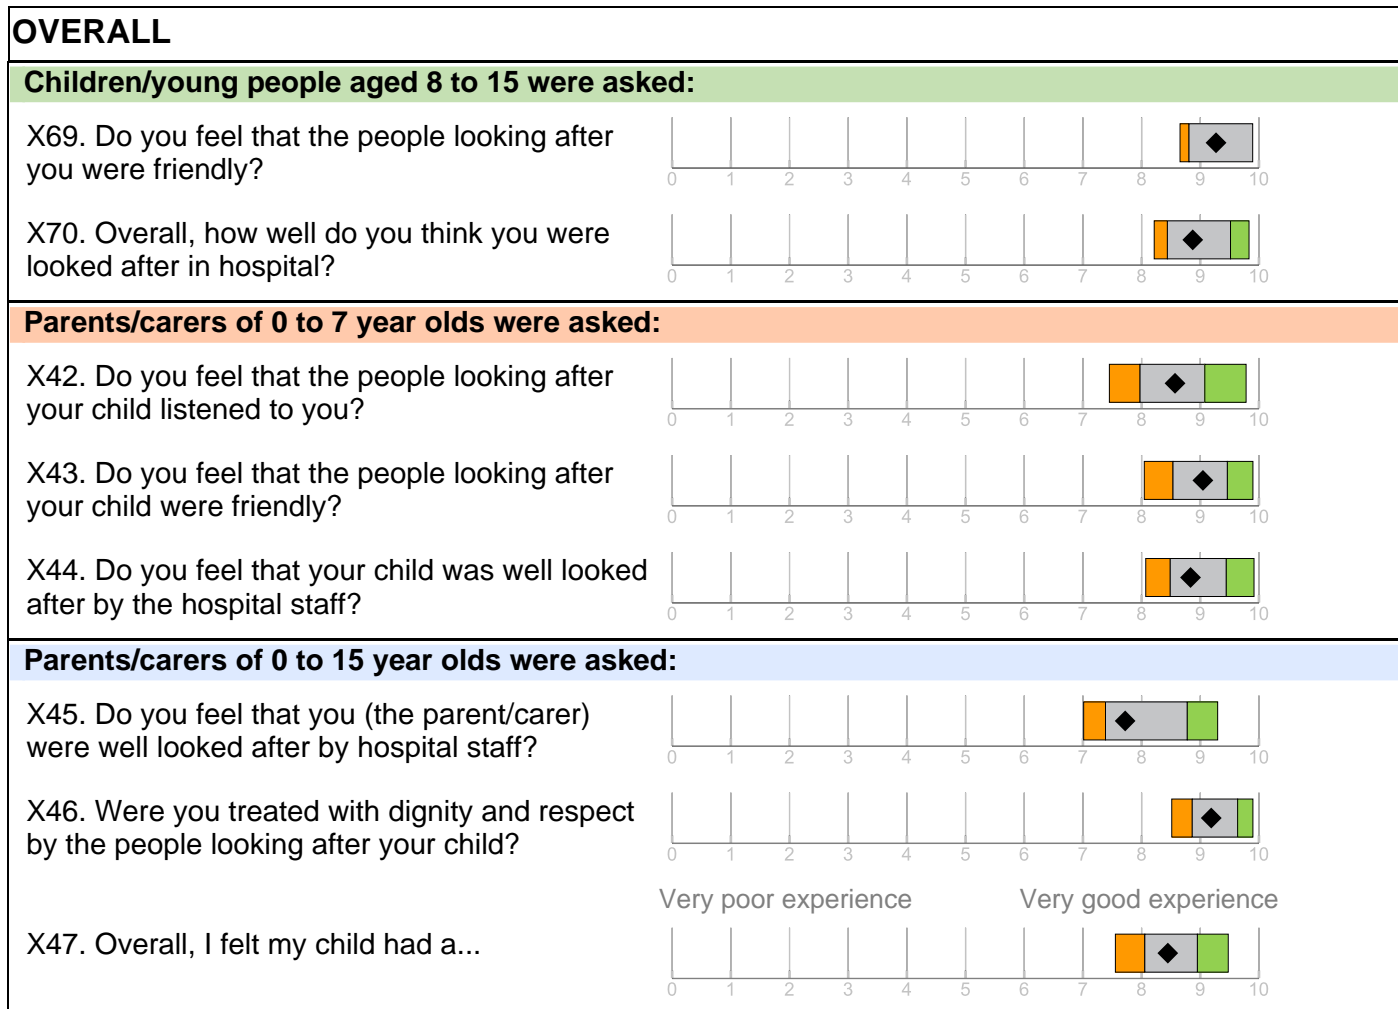 OVERALL
Children/young people aged 8 to 15 were asked:
X69. Do you feel that the people looking after
you were friendly?
0 1 2 3 4 5 6 7 8 9 10
X70. Overall, how well do you think you were
looked after in hospital?
0 1 2 3 4 5 6 7 8 9 10
Parents/carers of 0 to 7 year olds were asked:
X42. Do you feel that the people looking after
your child listened to you?
0 1 2 3 4 5 6 7 8 9 10
X43. Do you feel that the people looking after
your child were friendly?
0 1 2 3 4 5 6 7 8 9 10
X44. Do you feel that your child was well looked
after by the hospital staff?
0 1 2 3 4 5 6 7 8 9 10
Parents/carers of 0 to 15 year olds were asked:
X45. Do you feel that you (the parent/carer)
were well looked after by hospital staff?
0 1 2 3 4 5 6 7 8 9 10
X46. Were you treated with dignity and respect
by the people looking after your child?
0 1 2 3 4 5 6 7 8 9 10
Very poor experience Very good experience
X47. Overall, I felt my child had a...
0 1 2 3 4 5 6 7 8 9 10